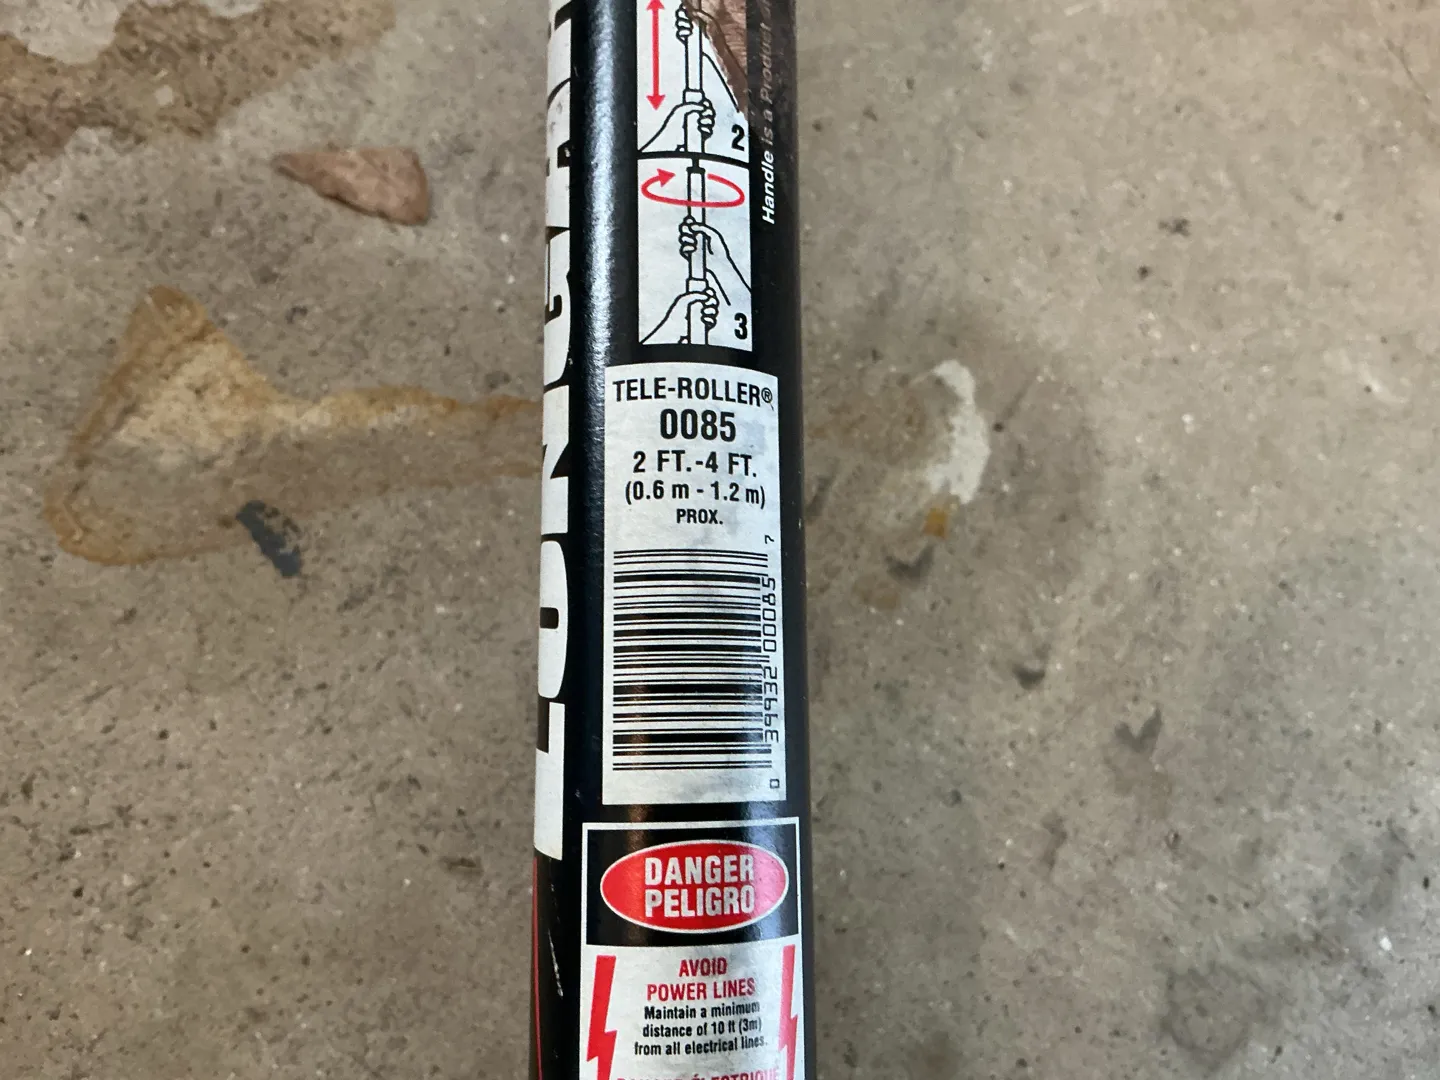 LONG
2
3
Handle is a Product
TELE-ROLLER®
0085
2 FT.-4 FT.
(0.6 m - 1.2 m)
PROX.
0 39932 00085 7
DANGER
PELIGRO
AVOID
POWER LINES
Maintain a minimum
distance of 10 ft (3m)
from all electrical lines.